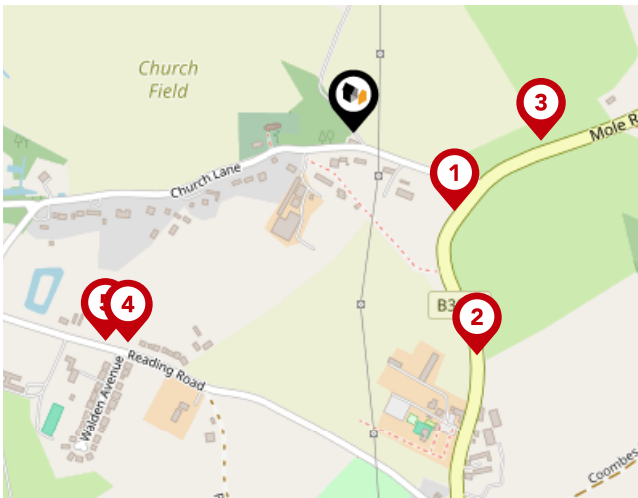 Church
Field
3
Mole R
1
Church Lane
B3
2
5
4
Reading Road
Walden Avenue
Coombes